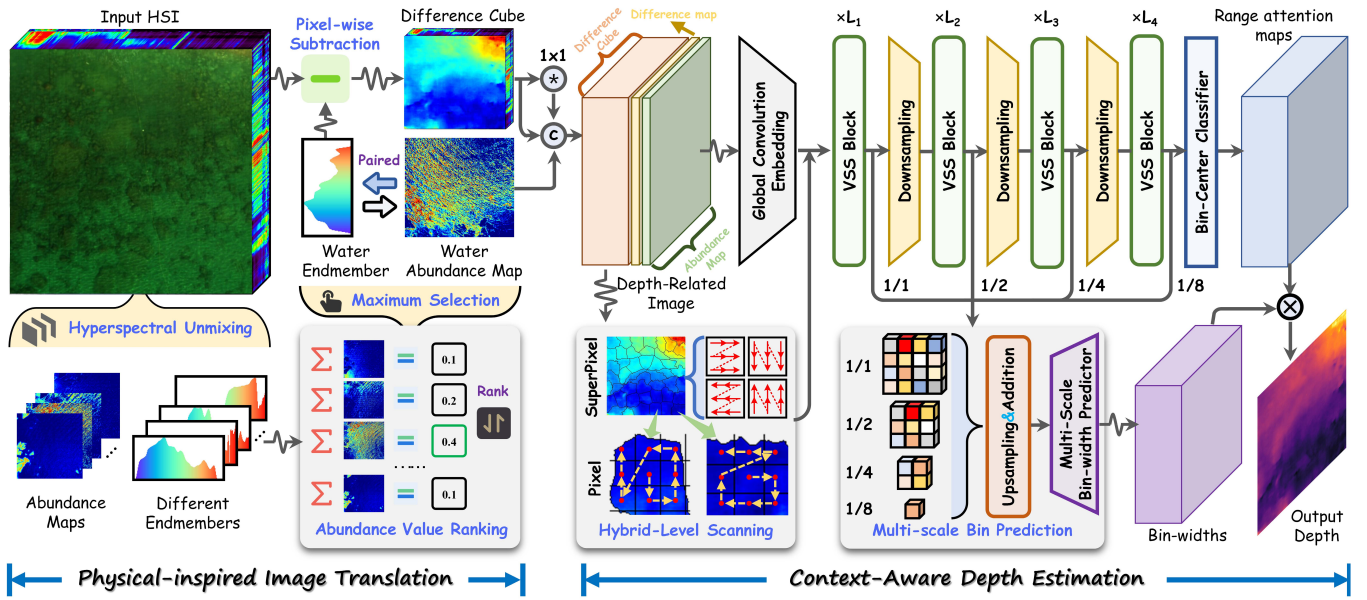 Input HSI
Pixel-wise
Subtraction
Difference Cube
1x1
*
C
Paired
Water
Endmember
Water
Abundance Map
Hyperspectral Unmixing
Maximum Selection
Abundance
Maps
Different
Endmembers
Σ = 0.1
Σ = 0.2
Σ = 0.4
......
Σ = 0.1
Rank
Abundance Value Ranking
Physical-inspired Image Translation
Difference
Cube
Difference map
Abundance
Map
Depth-Related
Image
Global Convolution
Embedding
×L1
VSS Block
Downsampling
×L2
VSS Block
Downsampling
×L3
VSS Block
Downsampling
×L4
VSS Block
Bin-Center Classifier
Range attention
maps
1/1
1/2
1/4
1/8
SuperPixel
Pixel
Hybrid-Level Scanning
1/1
1/2
1/4
1/8
Upsampling&Addition
Multi-Scale
Bin-width Predictor
Multi-scale Bin Prediction
Bin-widths
Output
Depth
Context-Aware Depth Estimation